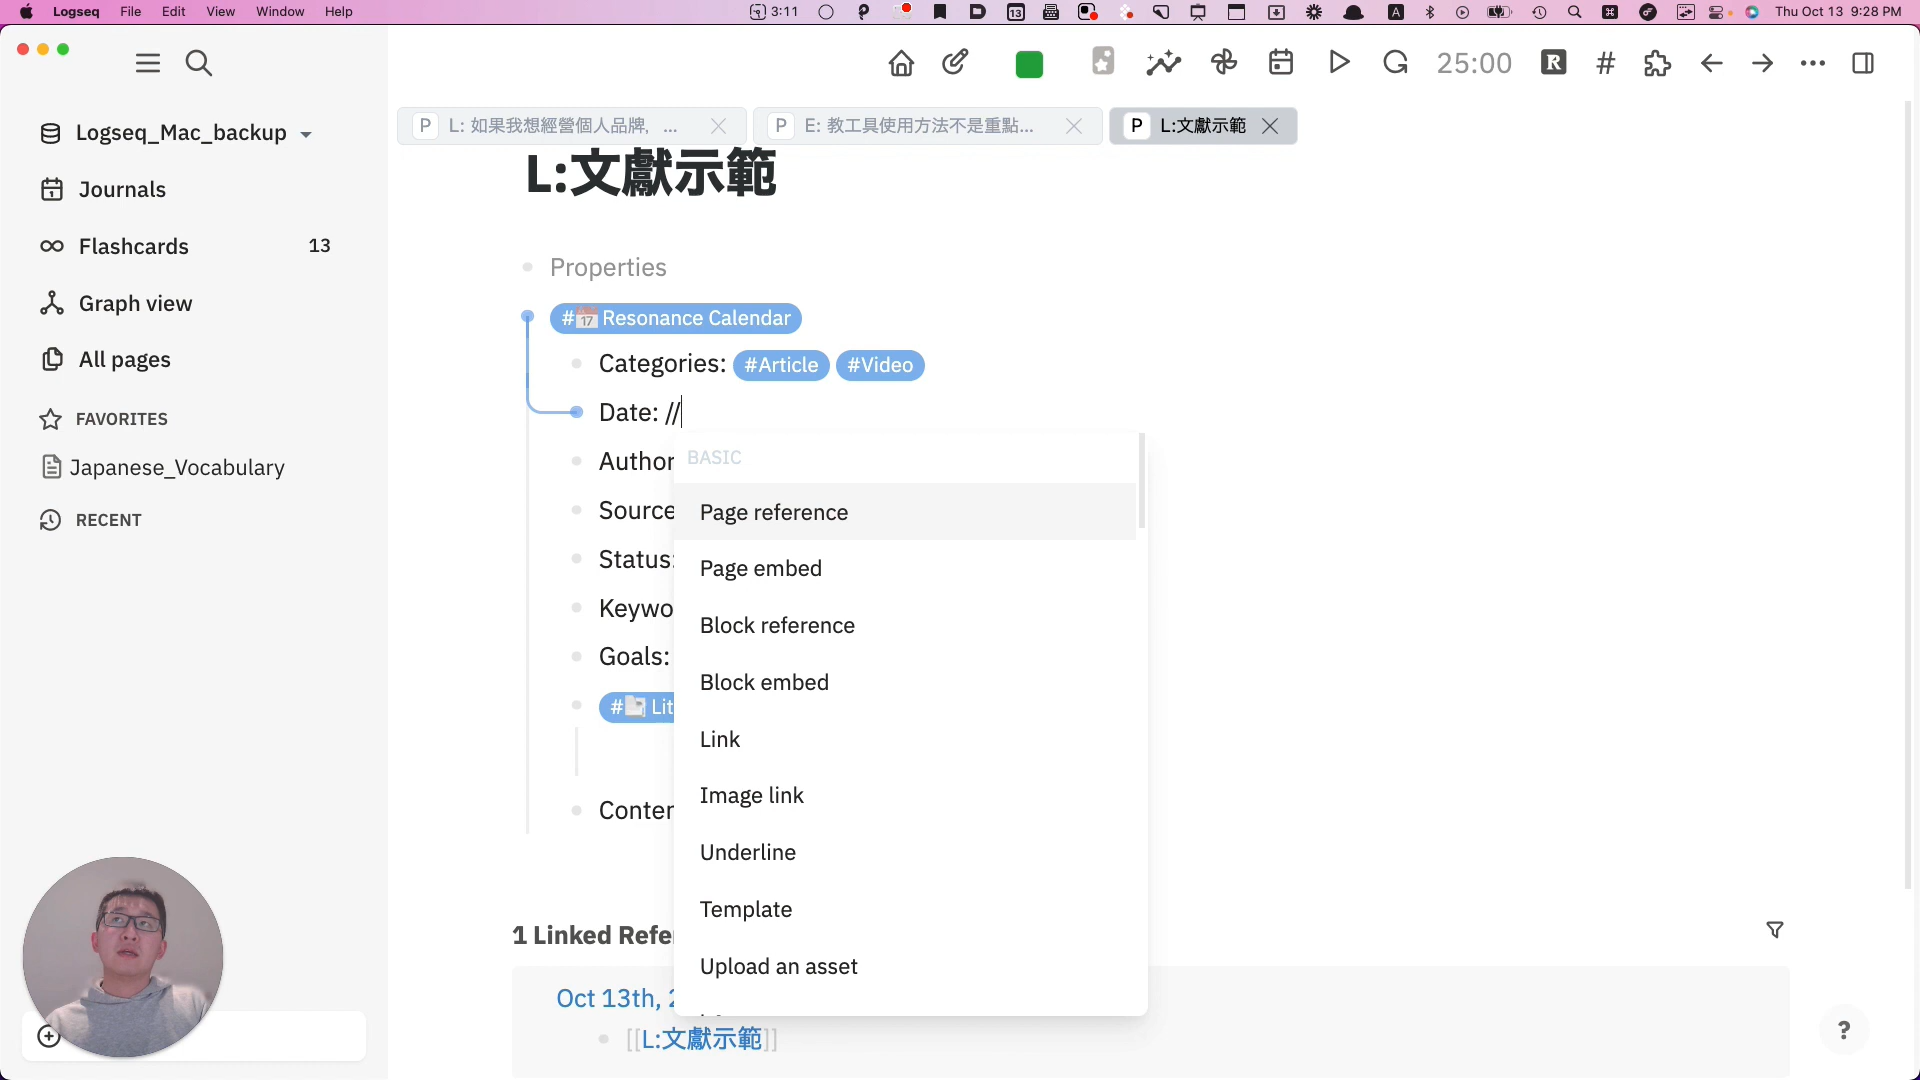 Logseq File Edit View Window Help
3:11
13
A
Thu Oct 13 9:28 PM
25:00
R
#
Logseq_Mac_backup
Journals
Flashcards 13
Graph view
All pages
FAVORITES
Japanese_Vocabulary
RECENT
P L: 如果我想經營個人品牌, ...
P E: 教工具使用方法不是重點...
P L:文獻示範
L:文獻示範
Properties
#📅 Resonance Calendar
Categories: #Article #Video
Date: //
Author
Source
Status:
Keywo
Goals:
# Lit
Conten
BASIC
Page reference
Page embed
Block reference
Block embed
Link
Image link
Underline
Template
Upload an asset
1 Linked Refe
Oct 13th, 2
[[L:文獻示範]]
?